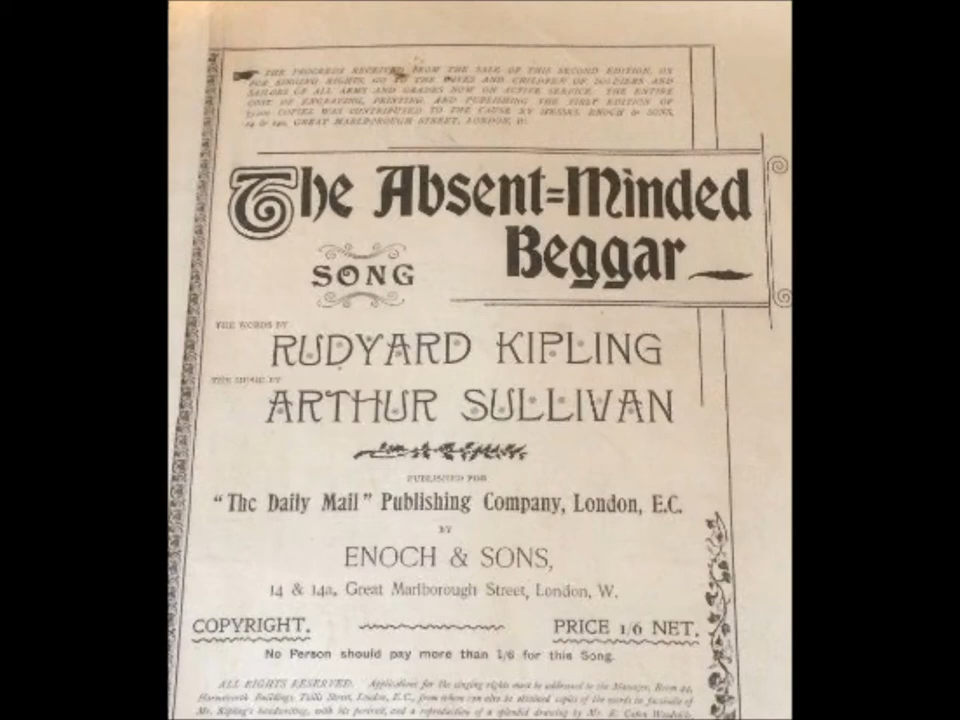 THE PROCEEDS RECEIVED FROM THE SALE OF THIS SECOND EDITION, OR
FOR SINGING RIGHTS, GO TO THE WIVES AND CHILDREN OF SOLDIERS AND
SAILORS OF ALL ARMS AND GRADES NOW ON ACTIVE SERVICE. THE ENTIRE
COST OF ENGRAVING, PRINTING, AND PUBLISHING THE FIRST EDITION OF
COPIES WAS CONTRIBUTED TO THE CAUSE BY MESSRS. ENOCH & SONS,
14 & 14a, GREAT MARLBOROUGH STREET, LONDON, W.
The Absent=Minded
Beggar
SONG
THE WORDS BY
RUDYARD KIPLING
THE MUSIC BY
ARTHUR SULLIVAN
PUBLISHED FOR
"The Daily Mail" Publishing Company, London, E.C.
BY
ENOCH & SONS,
14 & 14a, Great Marlborough Street, London, W.
COPYRIGHT. PRICE 1/6 NET.
No Person should pay more than 1/6 for this Song.
ALL RIGHTS RESERVED. Applications for the singing rights must be addressed to the Manager, Room 44,
Harmsworth Buildings, Tallis Street, London, E.C., from whom can also be obtained copies of the words in facsimile of
Mr. Kipling's handwriting, with his portrait, and a reproduction of a splendid drawing by Mr. R. Caton Woodville,